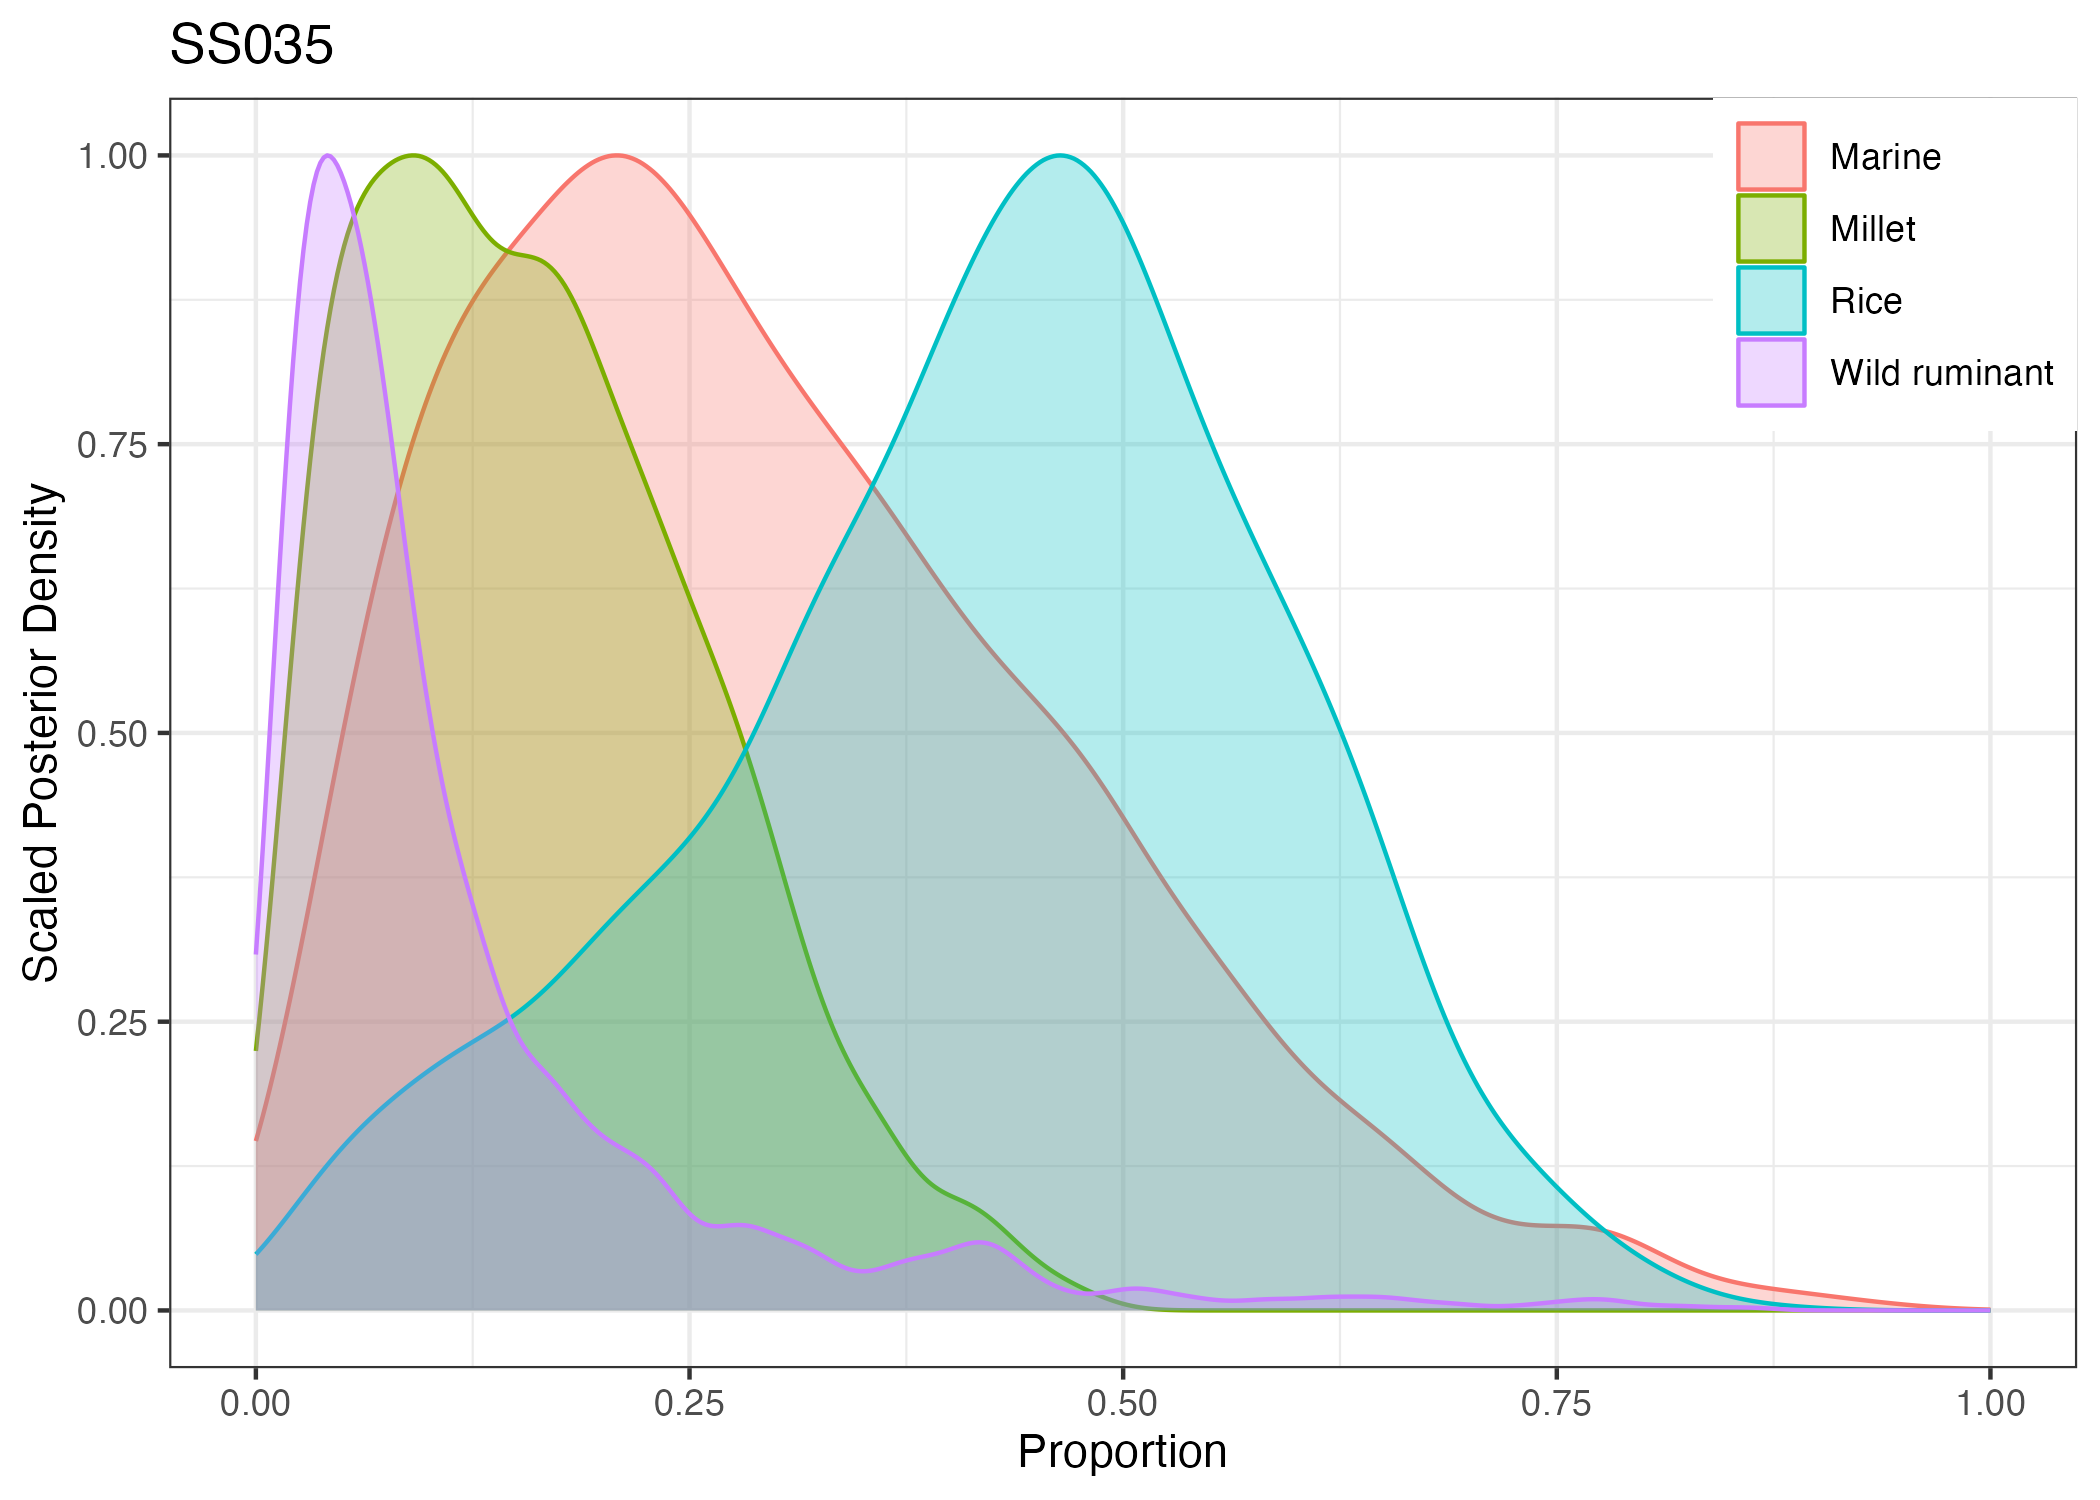 SS035
Marine
Millet
Rice
Wild ruminant
1.00
0.75
0.50
0.25
0.00
Scaled Posterior Density
0.00 0.25 0.50 0.75 1.00
Proportion